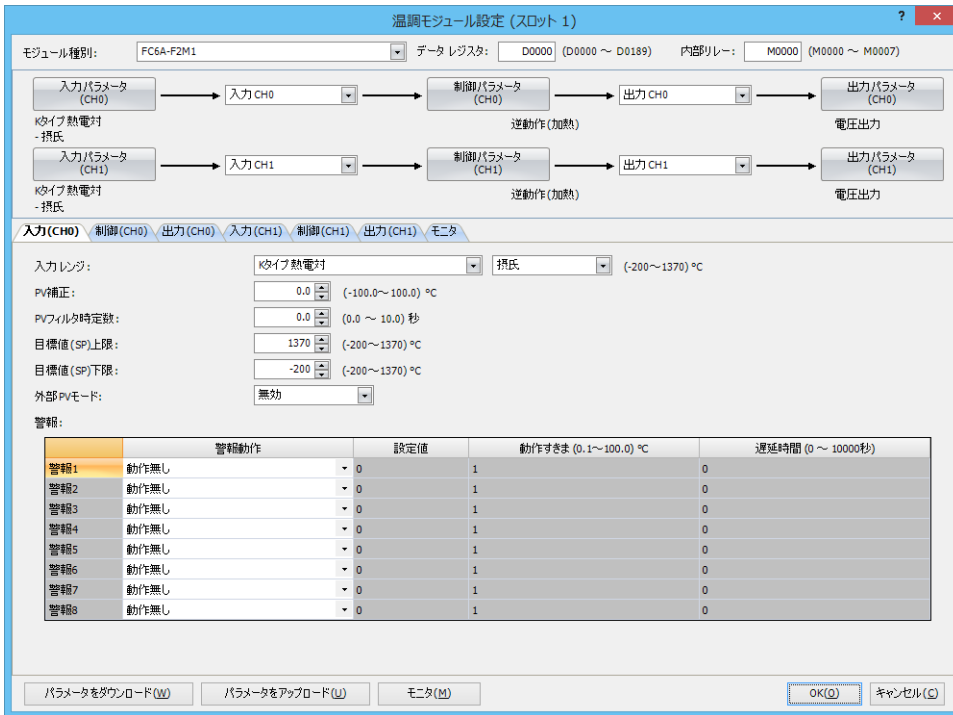 温調モジュール設定 (スロット 1)
? ×
モジュール種別: FC6A-F2M1 データ レジスタ: D0000 (D0000 ～ D0189) 内部リレー: M0000 (M0000 ～ M0007)
入力パラメータ
(CH0)
入力 CH0
制御パラメータ
(CH0)
出力 CH0
出力パラメータ
(CH0)
Kタイプ熱電対
- 摂氏
逆動作(加熱)
電圧出力
入力パラメータ
(CH1)
入力 CH1
制御パラメータ
(CH1)
出力 CH1
出力パラメータ
(CH1)
Kタイプ熱電対
- 摂氏
逆動作(加熱)
電圧出力
入力(CH0) 制御(CH0) 出力(CH0) 入力(CH1) 制御(CH1) 出力(CH1) モニタ
入力レンジ: Kタイプ熱電対 摂氏 (-200～1370) °C
PV補正: 0.0 (-100.0～100.0) °C
PVフィルタ時定数: 0.0 (0.0 ～ 10.0) 秒
目標値(SP)上限: 1370 (-200～1370) °C
目標値(SP)下限: -200 (-200～1370) °C
外部PVモード: 無効
警報:
警報動作 設定値 動作すきま (0.1～100.0) °C 遅延時間 (0 ～ 10000秒)
警報1 動作無し 0 1 0
警報2 動作無し 0 1 0
警報3 動作無し 0 1 0
警報4 動作無し 0 1 0
警報5 動作無し 0 1 0
警報6 動作無し 0 1 0
警報7 動作無し 0 1 0
警報8 動作無し 0 1 0
パラメータをダウンロード(W) パラメータをアップロード(U) モニタ(M) OK(O) キャンセル(C)